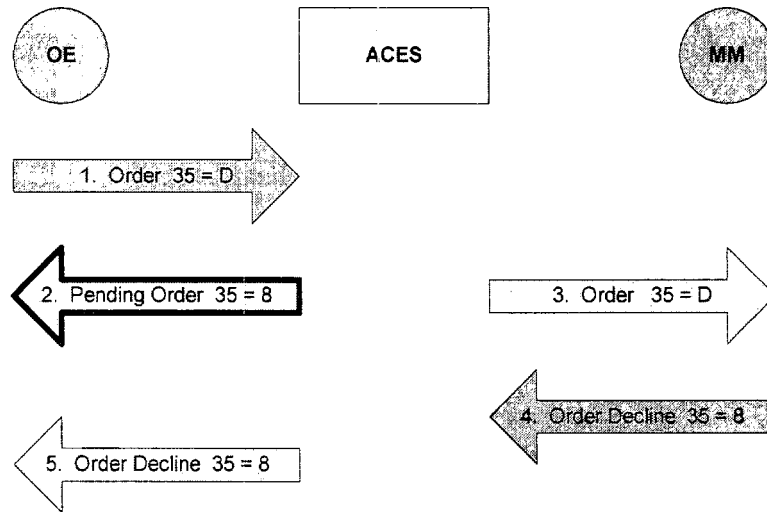 OE
ACES
MM
1. Order 35 = D
2. Pending Order 35 = 8
3. Order 35 = D
4. Order Decline 35 = 8
5. Order Decline 35 = 8